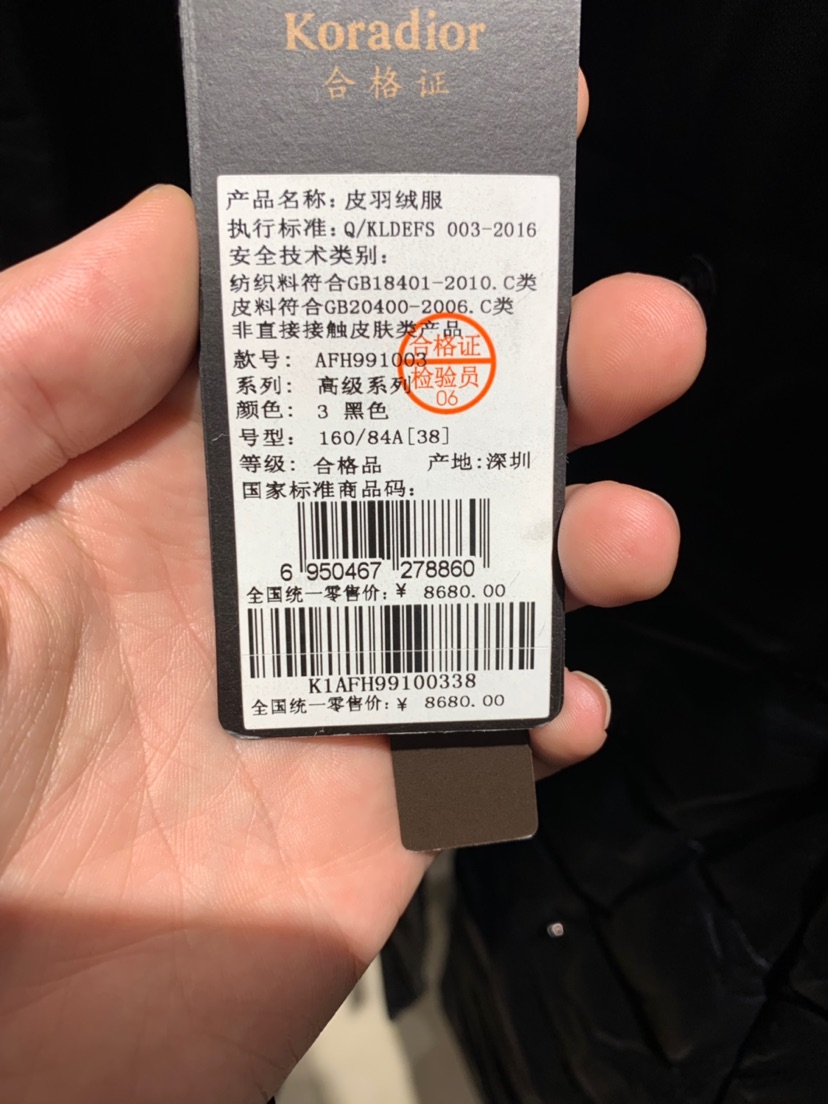 Koradior
合格证
产品名称: 皮羽绒服
执行标准: Q/KLDEFS 003-2016
安全技术类别:
纺织料符合GB18401-2010.C类
皮料符合GB20400-2006.C类
非直接接触皮肤类产品
款号: AFH991003
合格证
检验员
06
系列: 高级系列
颜色: 3 黑色
号型: 160/84A[38]
等级: 合格品 产地:深圳
国家标准商品码:
6 950467 278860
全国统一零售价:¥ 8680.00
K1AFH99100338
全国统一零售价:¥ 8680.00